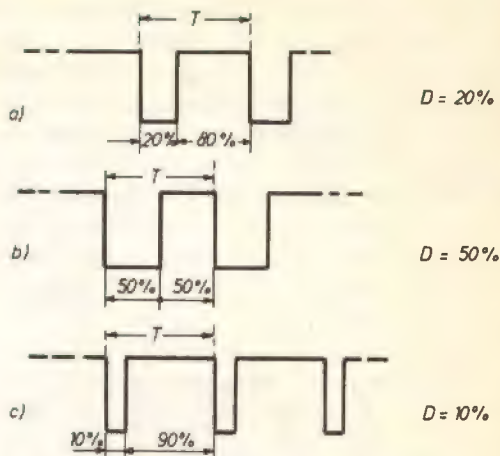 T
a)
20% 80%
D = 20%
T
b)
50% 50%
D = 50%
T
c)
10% 90%
D = 10%